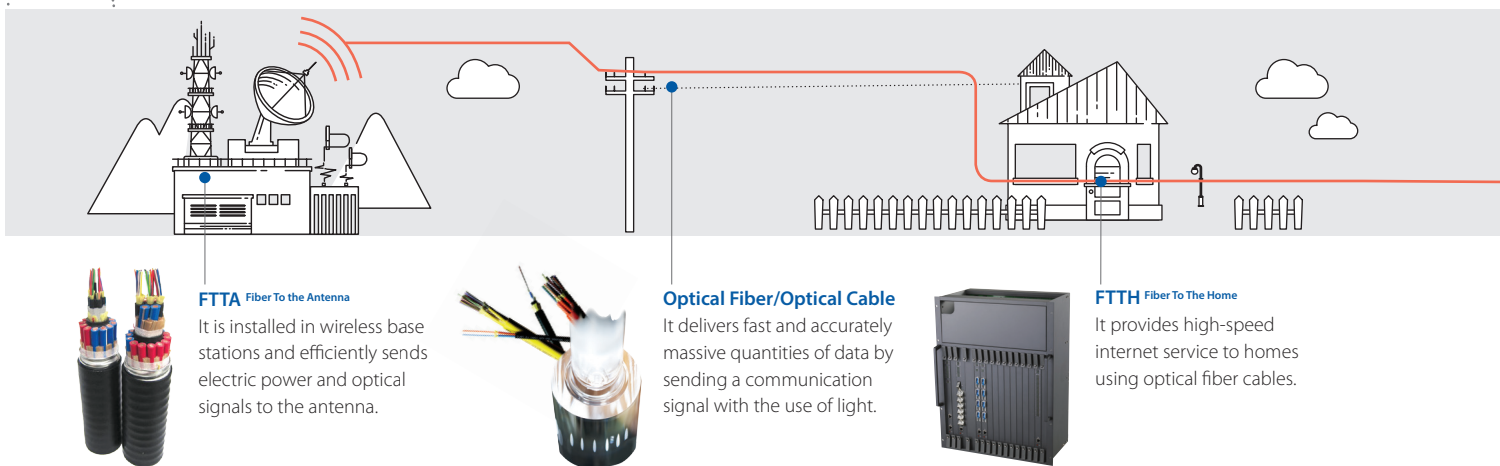 FTTA Fiber To the Antenna
It is installed in wireless base
stations and efficiently sends
electric power and optical
signals to the antenna.
Optical Fiber/Optical Cable
It delivers fast and accurately
massive quantities of data by
sending a communication
signal with the use of light.
FTTH Fiber To The Home
It provides high-speed
internet service to homes
using optical fiber cables.